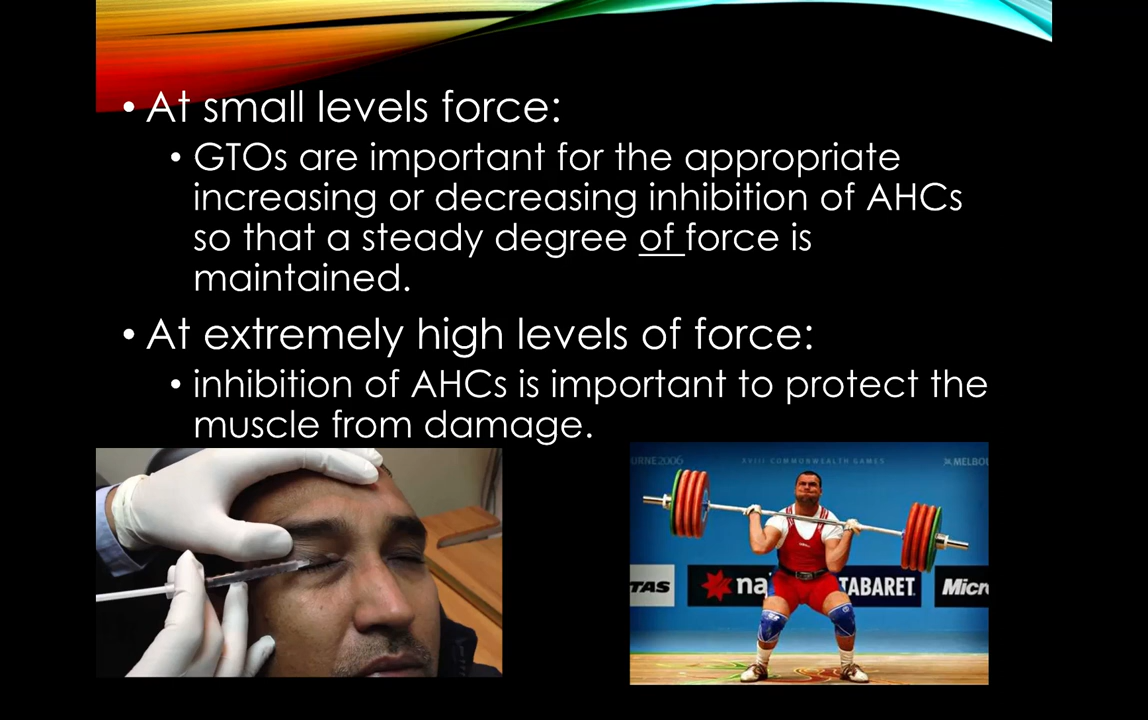 • At small levels force:
• GTOs are important for the appropriate
increasing or decreasing inhibition of AHCs
so that a steady degree of force is
maintained.
• At extremely high levels of force:
• inhibition of AHCs is important to protect the
muscle from damage.
URNE2006 XVIII COMMONWEALTH GAMES MELBOU
TAS na TABARET Micr